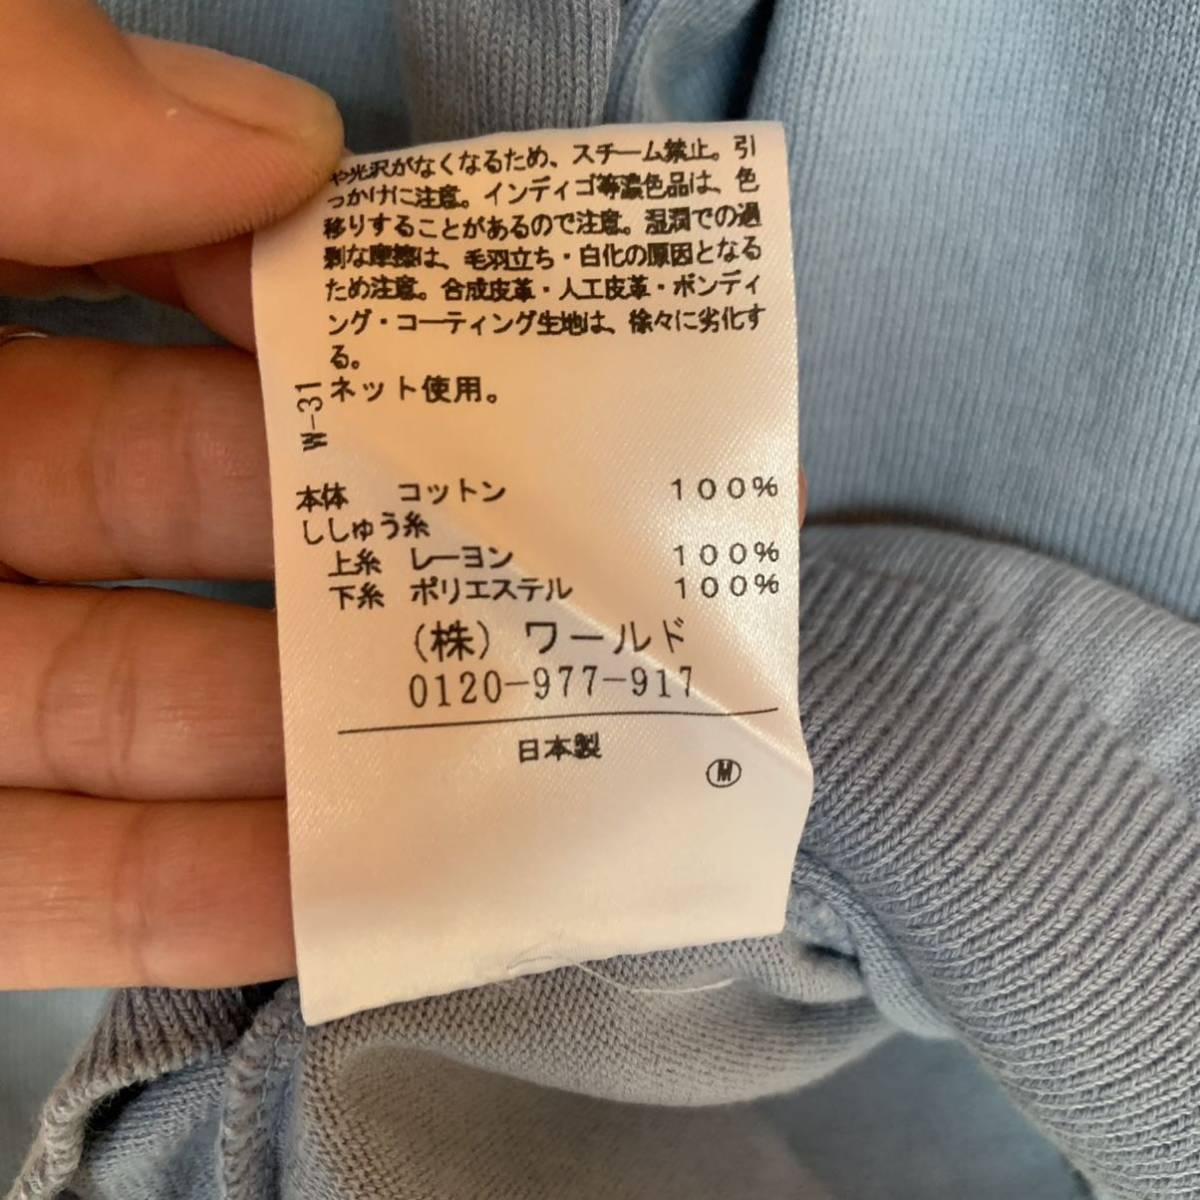 や光沢がなくなるため、スチーム禁止。引
っかけに注意。インディゴ等濃色品は、色
移りすることがあるので注意。湿潤での過
剰な摩擦は、毛羽立ち・白化の原因となる
ため注意。合成皮革・人工皮革・ボンディ
ング・コーティング生地は、徐々に劣化す
る。
ネット使用。
W-31
本体 コットン 100%
ししゅう糸
上糸 レーヨン 100%
下糸 ポリエステル 100%
(株) ワールド
0120-977-917
日本製
M